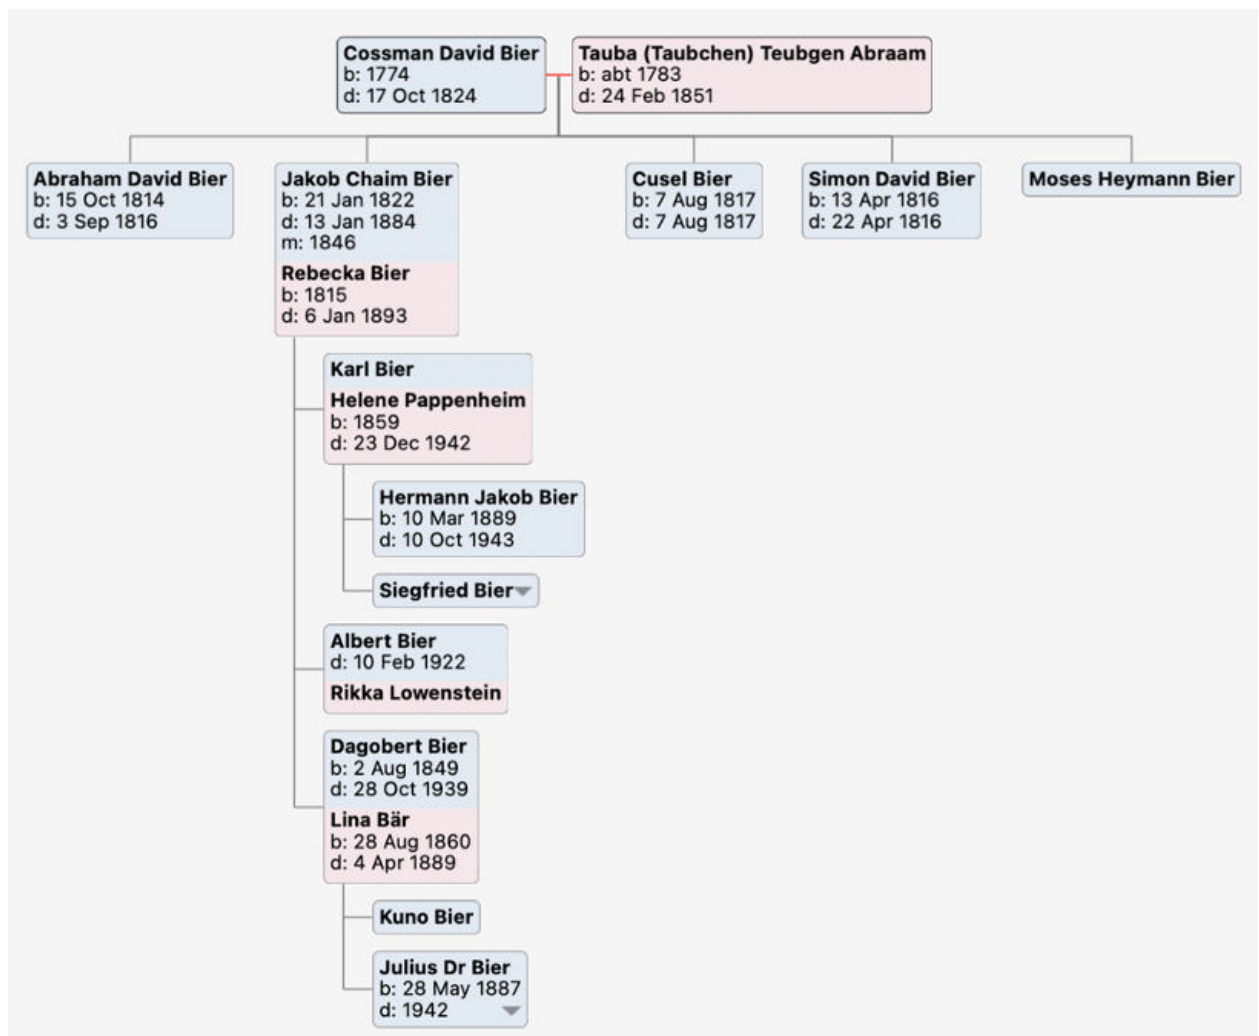 Cossman David Bier
b: 1774
d: 17 Oct 1824
Tauba (Taubchen) Teubgen Abraam
b: abt 1783
d: 24 Feb 1851
Abraham David Bier
b: 15 Oct 1814
d: 3 Sep 1816
Jakob Chaim Bier
b: 21 Jan 1822
d: 13 Jan 1884
m: 1846
Rebecka Bier
b: 1815
d: 6 Jan 1893
Cusel Bier
b: 7 Aug 1817
d: 7 Aug 1817
Simon David Bier
b: 13 Apr 1816
d: 22 Apr 1816
Moses Heymann Bier
Karl Bier
Helene Pappenheim
b: 1859
d: 23 Dec 1942
Hermann Jakob Bier
b: 10 Mar 1889
d: 10 Oct 1943
Siegfried Bier
Albert Bier
d: 10 Feb 1922
Rikka Lowenstein
Dagobert Bier
b: 2 Aug 1849
d: 28 Oct 1939
Lina Bär
b: 28 Aug 1860
d: 4 Apr 1889
Kuno Bier
Julius Dr Bier
b: 28 May 1887
d: 1942